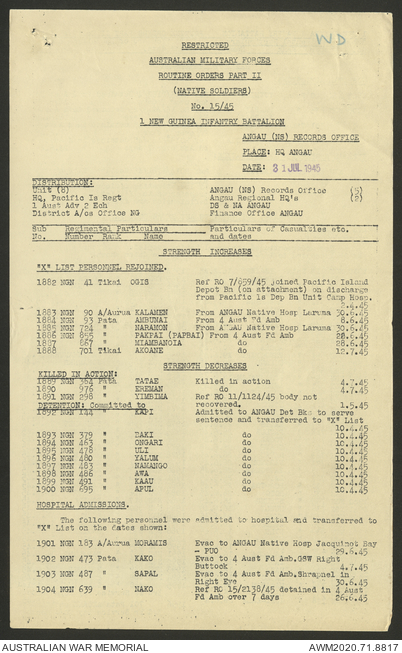 WD
RESTRICTED
AUSTRALIAN MILITARY FORCES
ROUTINE ORDERS PART II
(NATIVE SOLDIERS)
No. 15/45
1 NEW GUINEA INFANTRY BATTALION
ANGAU (NS) RECORDS OFFICE
PLACE: HQ ANGAU
DATE: 31 JUL 1945
DISTRIBUTION:
Unit (8) ANGAU (NS) Records Office (5)
HQ, Pacific Is Regt Angau Regional HQ's (2)
1 Aust Adv 2 Ech DS & NA ANGAU
District A/os Office NG Finance Office ANGAU
Sub Regimental Particulars Particulars of Casualties etc.
No. Number Rank Name and dates
STRENGTH INCREASES
"X" LIST PERSONNEL REJOINED.
1882 NGN 41 Tikai OGIS Ref RO 7/859/45 joined Pacific Island
Depot Bn (on attachment) on discharge
from Pacific Is Dep Bn Unit Camp Hosp.
2.4.45
1883 NGN 90 A/Aurua KALAMEN From ANGAU Native Hosp Laruma 30.6.45
1884 NGN 93 Pata AMBUNAI From 4 Aust Fd Amb 8.6.45
1885 NGN 724 " NARAMON From ANGAU Native Hosp Laruma 30.6.45
1886 NGN 855 " PAKPAI (PAPRAI) From 4 Aust Fd Amb 28.6.45
1887 667 " MIAMBANGIA do 28.6.45
1888 701 Tikai AKOANE do 12.7.45
STRENGTH DECREASES
KILLED IN ACTION:
1889 NGN 364 Pata TATAE Killed in action 4.7.45
1890 976 " EREMAN do 4.7.45
1891 NGN 298 " YIMBIMA Ref RO 11/1124/45 body not
recovered. 1.5.45
DETENTION: Committed to
1892 NGN 144 " KAPI Admitted to ANGAU Det Bks to serve
sentence and transferred to "X" List
10.4.45
1893 NGN 379 " DAKI do 10.4.45
1894 NGN 463 " ONGARI do 10.4.45
1895 NGN 478 " ULI do 10.4.45
1896 NGN 480 " YALUM do 10.4.45
1897 NGN 483 " NAMANGO do 10.4.45
1898 NGN 486 " AWA do 10.4.45
1899 NGN 491 " KAAU do 10.4.45
1900 NGN 695 " APUL do 10.4.45
HOSPITAL ADMISSIONS.
The following personnel were admitted to hospital and transferred to
"X" List on the dates shown:
1901 NGN 183 A/Aurua MORAMIS Evac to ANGAU Native Hosp Jacquinot Bay
- PUO 29.6.45
1902 NGN 473 Pata KAKO Evac to 4 Aust Fd Amb.GSW Right
Buttock 4.7.45
1903 NGN 487 " SAPAL Evac to 4 Aust Fd Amb.Shrapnel in
Right Eye 30.6.45
1904 NGN 639 " NAKO Ref RO 15/2138/45 detained in 4 Aust
Fd Amb over 7 days 26.6.45
AUSTRALIAN WAR MEMORIAL AWM2020.71.8817